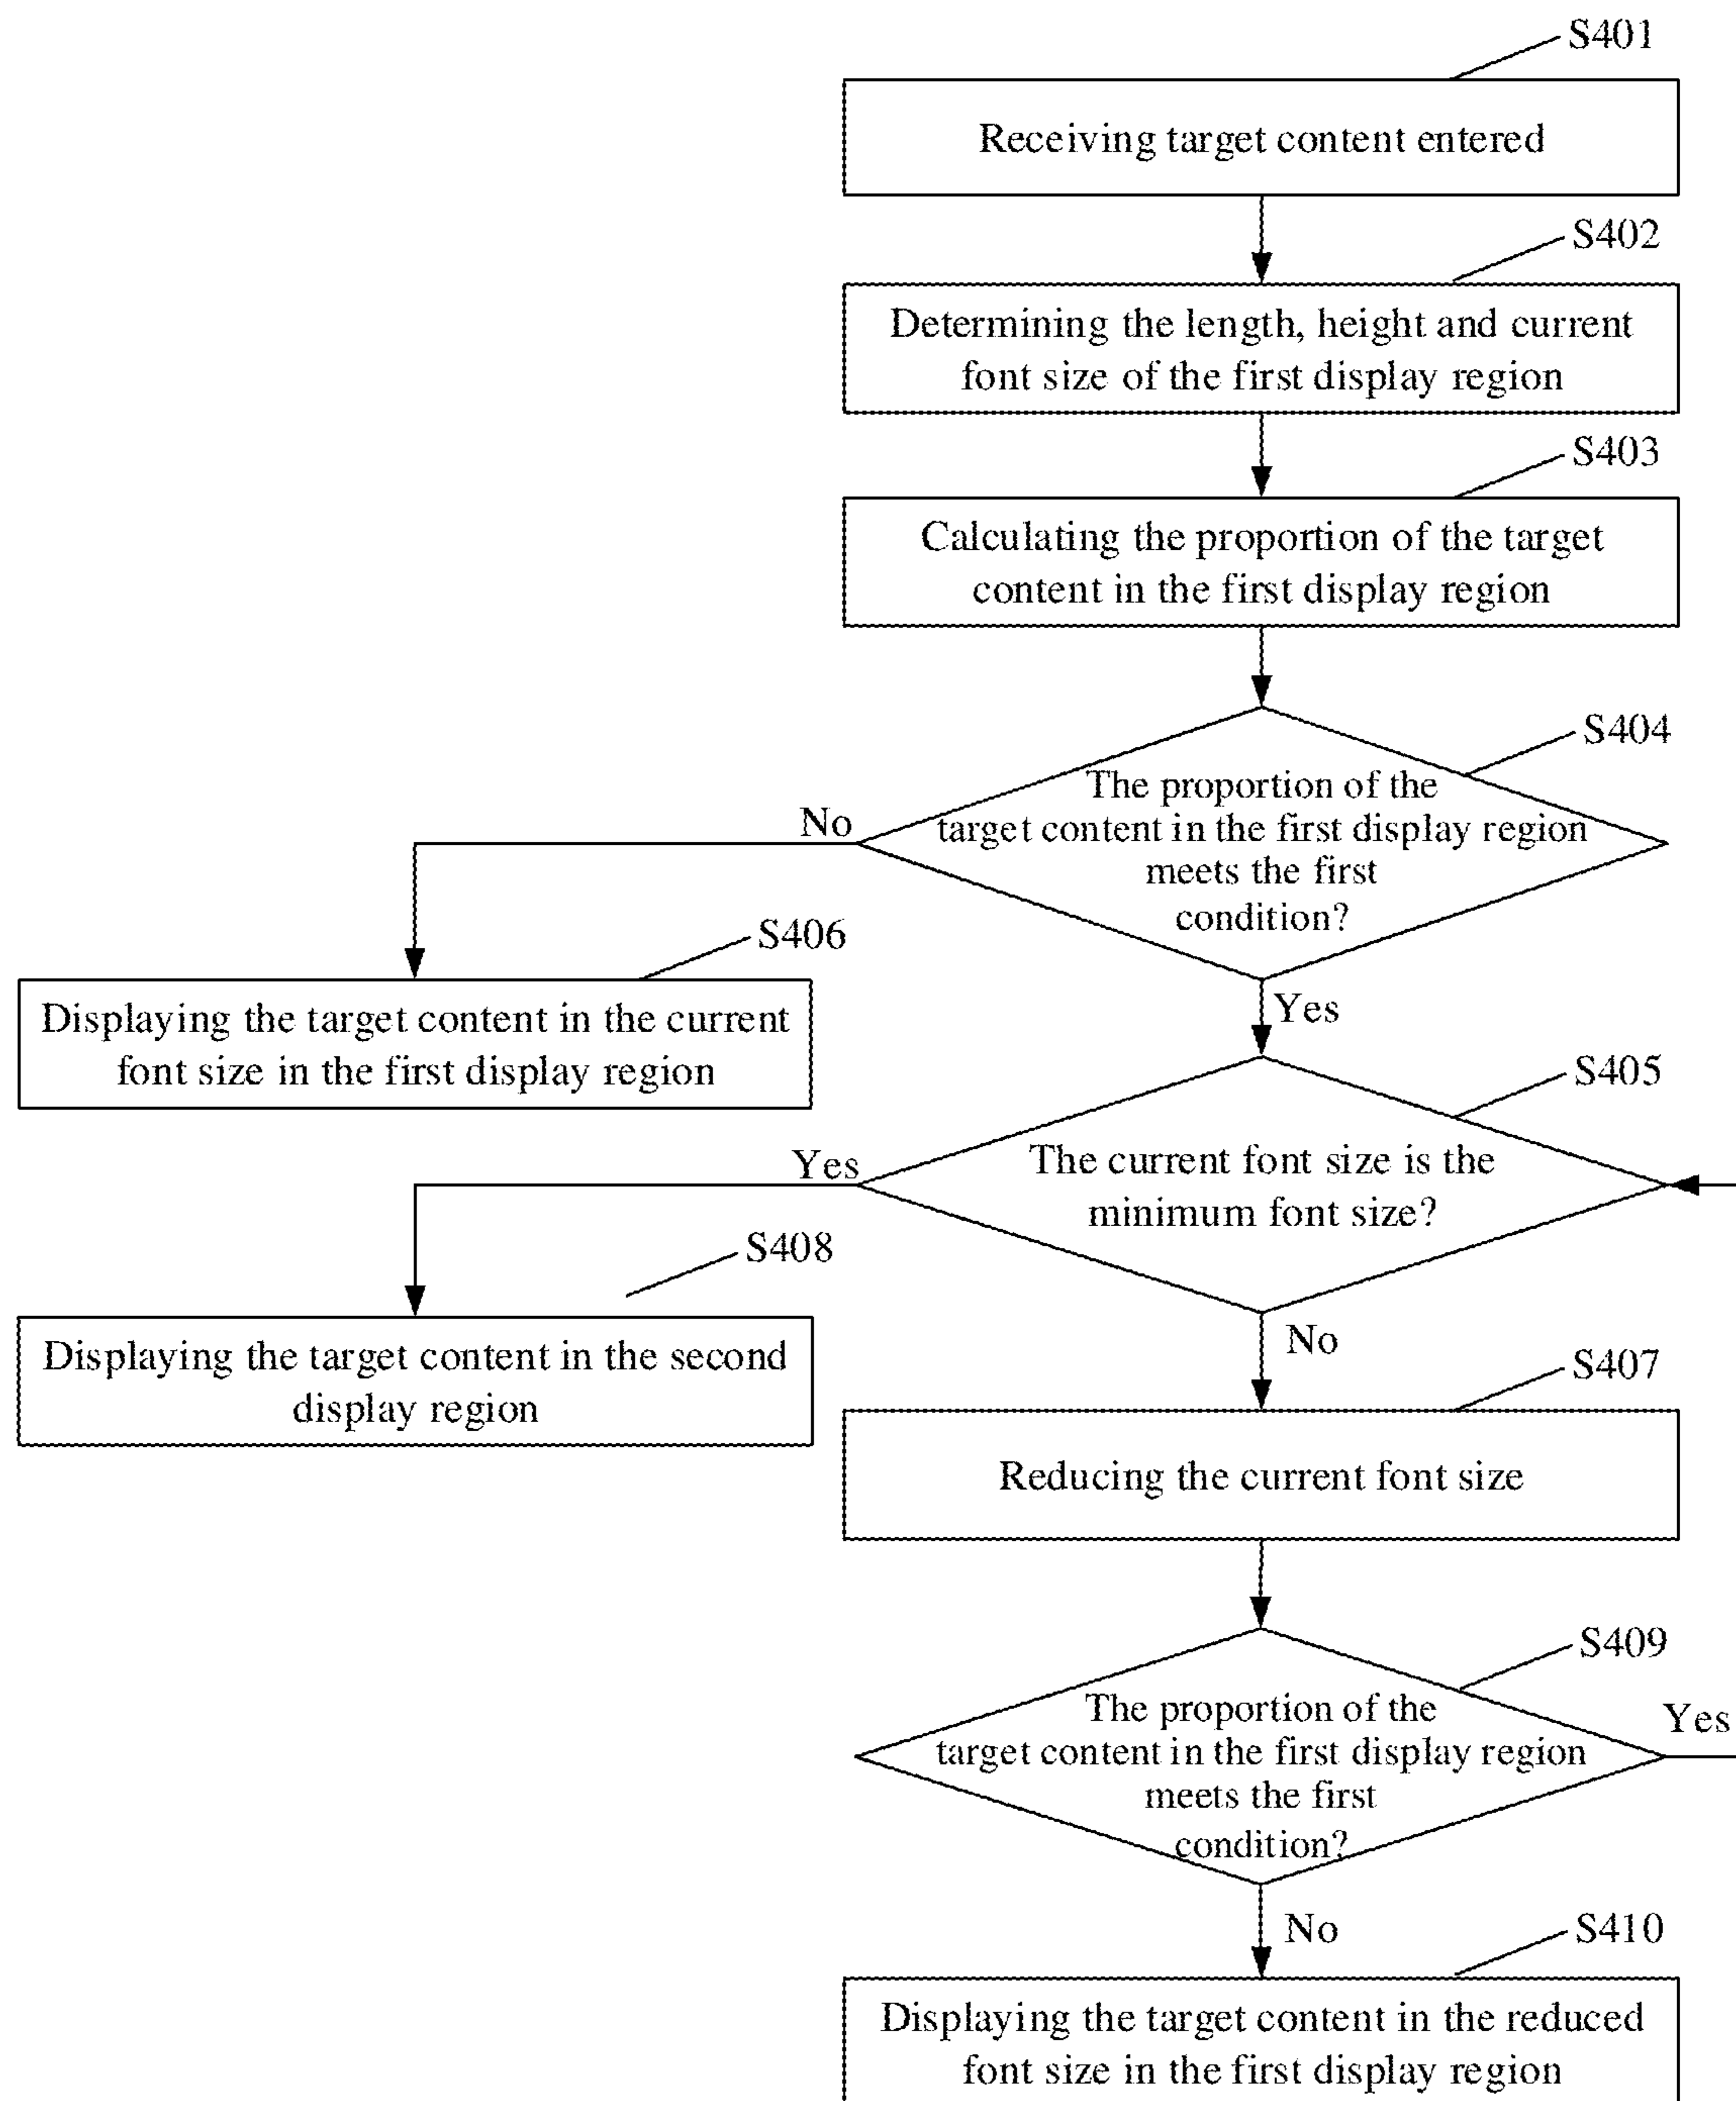 S401
Receiving target content entered
S402
Determining the length, height and current
font size of the first display region
S403
Calculating the proportion of the target
content in the first display region
S404
The proportion of the
target content in the first display region
meets the first
condition?
No
Yes
S406
Displaying the target content in the current
font size in the first display region
S405
The current font size is the
minimum font size?
Yes
No
S408
Displaying the target content in the second
display region
S407
Reducing the current font size
S409
The proportion of the
target content in the first display region
meets the first
condition?
Yes
No
S410
Displaying the target content in the reduced
font size in the first display region